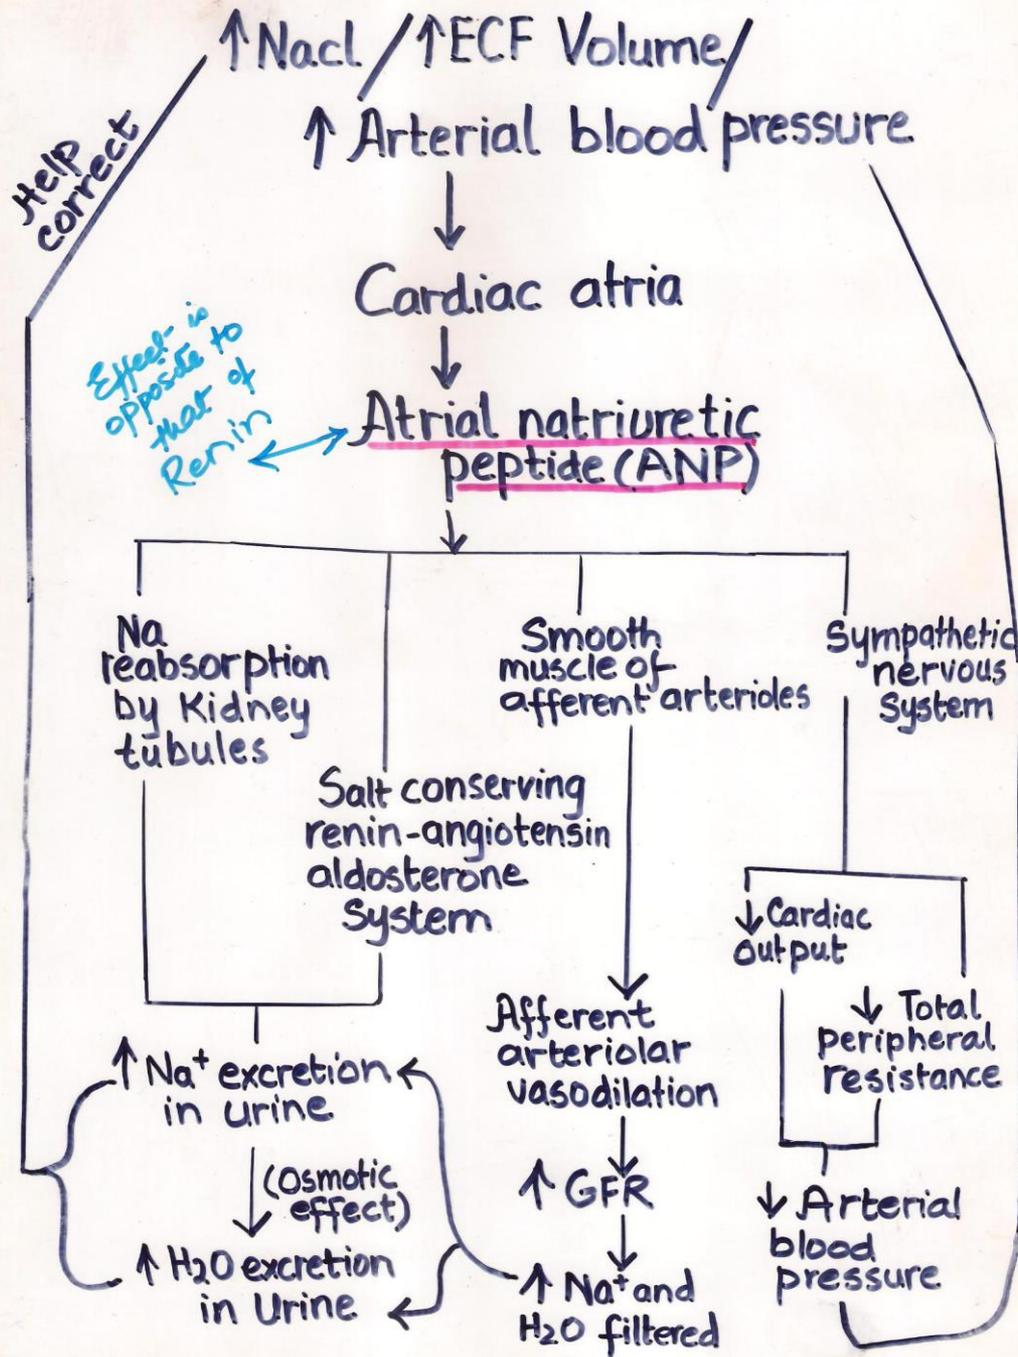 ↑ Nacl / ↑ ECF Volume /
↑ Arterial blood pressure
Help
correct
Cardiac atria
Effect is
opposite to
that of
Renin
Atrial natriuretic
peptide (ANP)
Na
reabsorption
by Kidney
tubules
Salt conserving
renin-angiotensin
aldosterone
System
Smooth
muscle of
afferent arterioles
Sympathetic
nervous
System
↓ Cardiac
output
↓ Total
peripheral
resistance
Afferent
arteriolar
vasodilation
↑ Na⁺ excretion
in urine
(Osmotic
effect)
↑ H₂O excretion
in Urine
↑ GFR
↑ Na⁺ and
H₂O filtered
↓ Arterial
blood
pressure